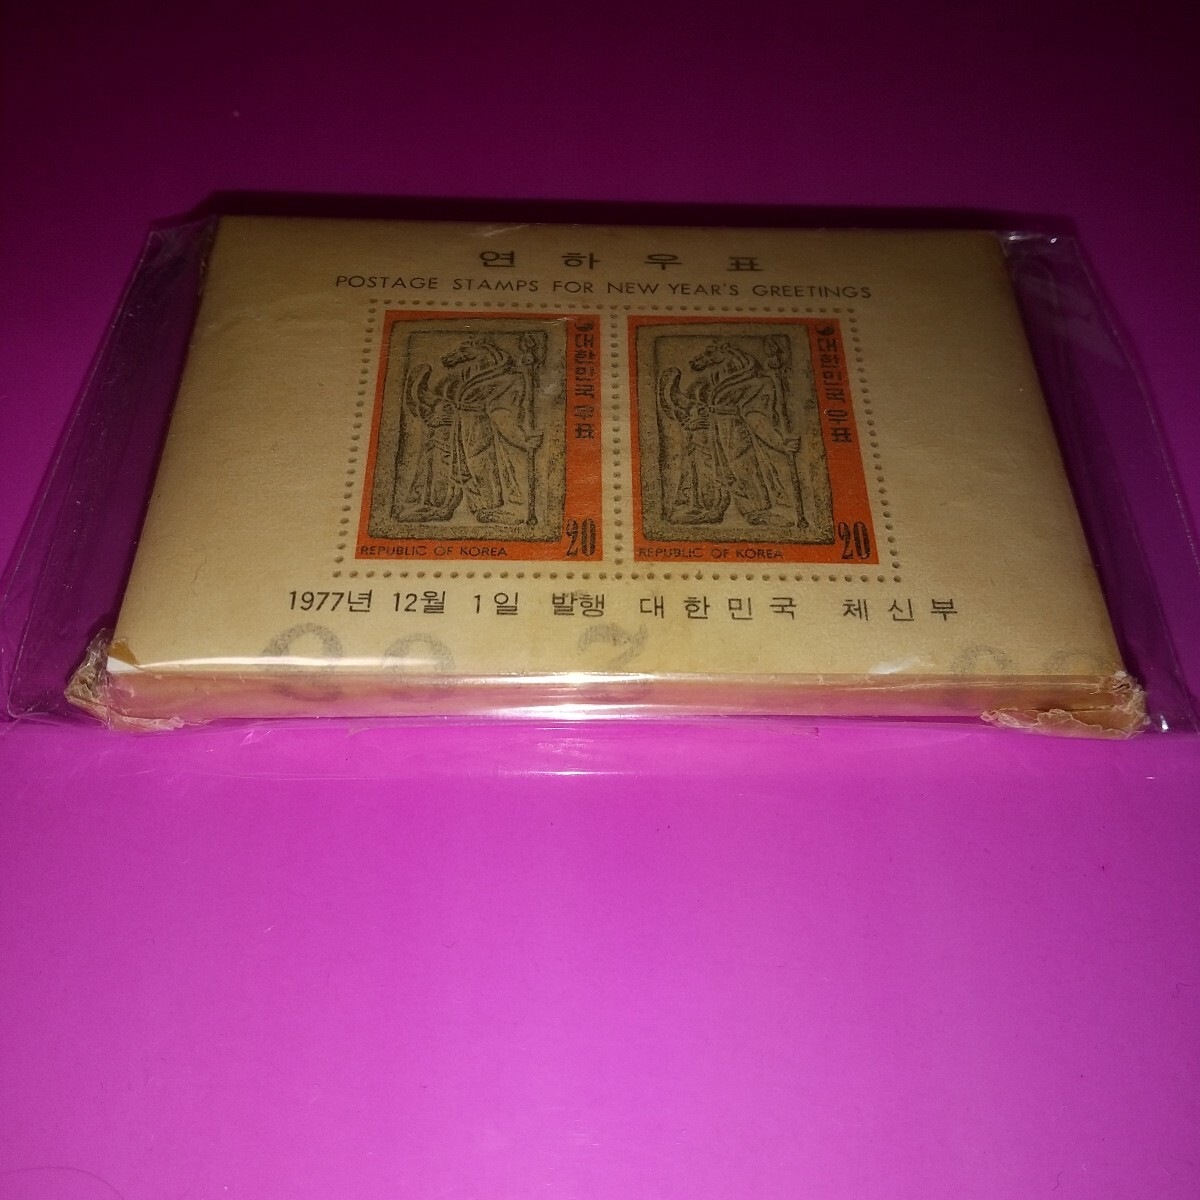 연하우표
POSTAGE STAMPS FOR NEW YEAR'S GREETINGS
대한민국 우표
REPUBLIC OF KOREA
20
대한민국 우표
REPUBLIC OF KOREA
20
1977년 12월 1일 발행 대한민국 체신부